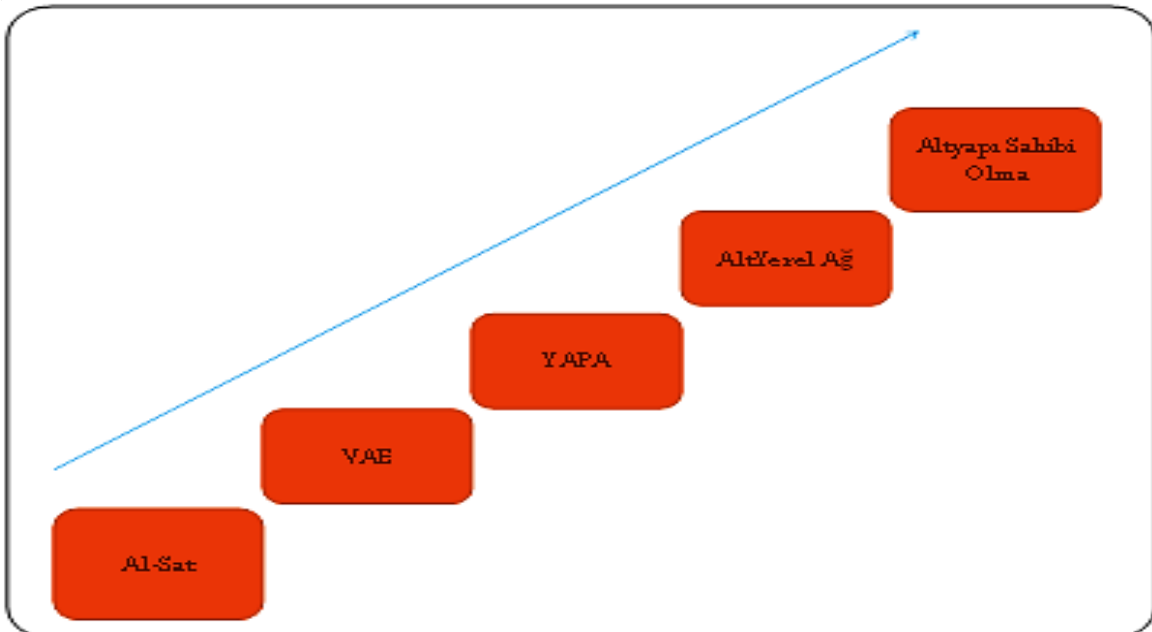 Altyapı Sahibi
Olma
AltYerel Ağ
YAPA
VAE
Al-Sat